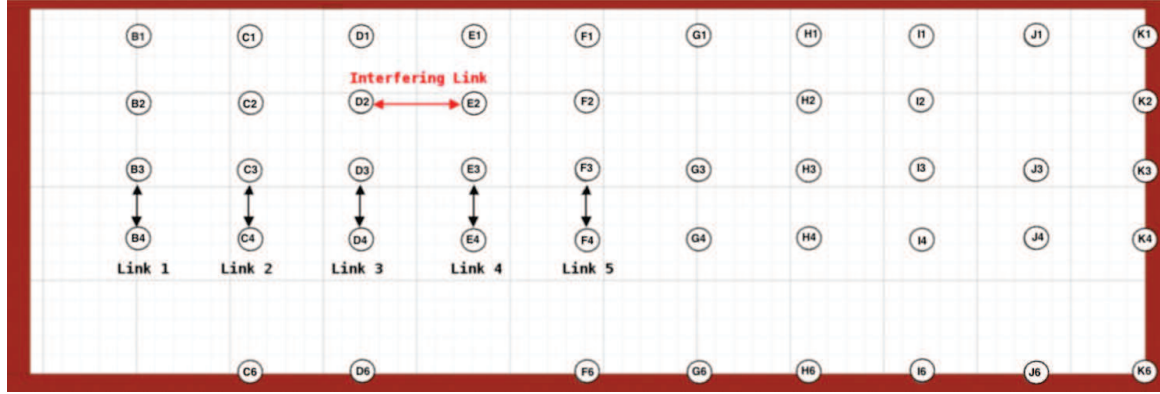 B1 C1 D1 E1 F1 G1 H1 I1 J1 K1
Interfering Link
B2 C2 D2 E2 F2 H2 I2 K2
B3 C3 D3 E3 F3 G3 H3 I3 J3 K3
B4 C4 D4 E4 F4 G4 H4 I4 J4 K4
Link 1 Link 2 Link 3 Link 4 Link 5
C6 D6 F6 G6 H6 I6 J6 K6